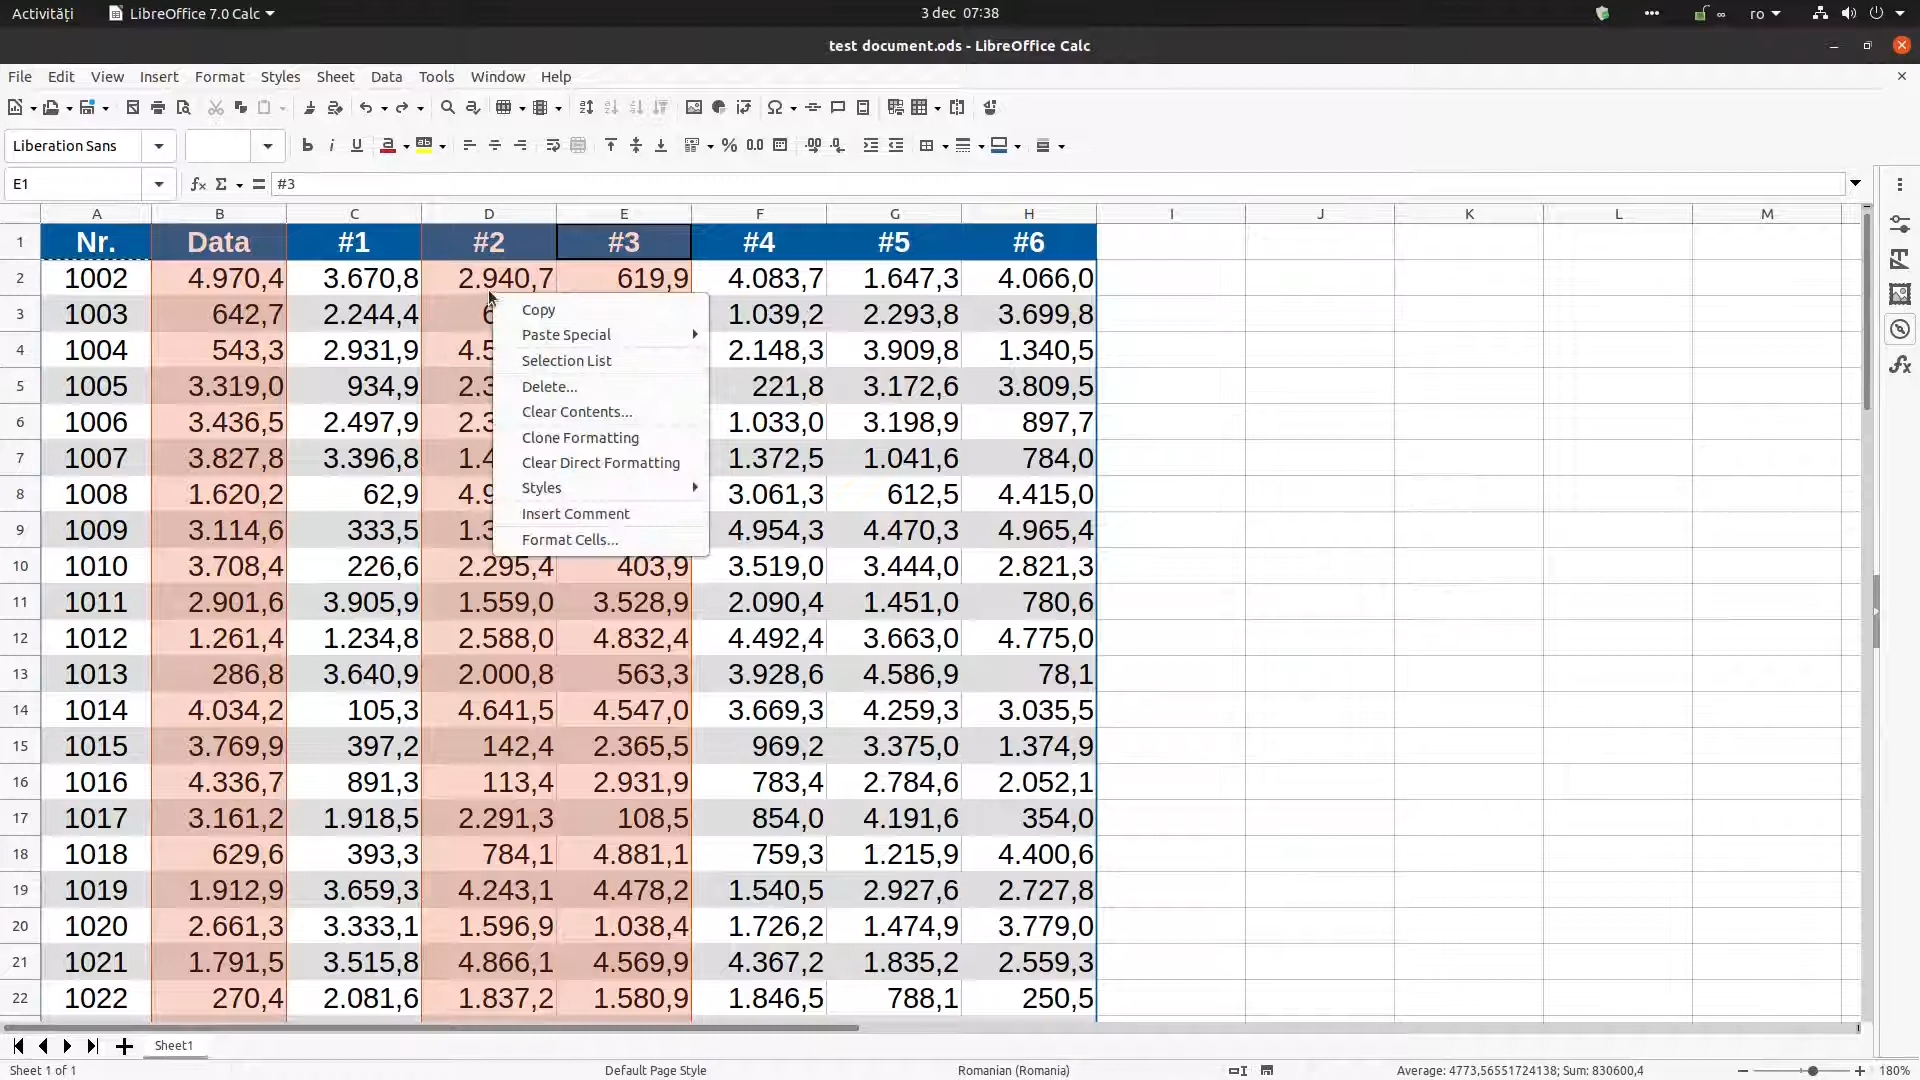 Activități LibreOffice 7.0 Calc 3 dec 07:38 ∞ ro
test document.ods - LibreOffice Calc
File Edit View Insert Format Styles Sheet Data Tools Window Help
Liberation Sans
E1 #3
A B C D E F G H I J K L M
1 Nr. Data #1 #2 #3 #4 #5 #6
2 1002 4.970,4 3.670,8 2.940,7 619,9 4.083,7 1.647,3 4.066,0
3 1003 642,7 2.244,4 1.039,2 2.293,8 3.699,8
4 1004 543,3 2.931,9 4.5 2.148,3 3.909,8 1.340,5
5 1005 3.319,0 934,9 2.3 221,8 3.172,6 3.809,5
6 1006 3.436,5 2.497,9 2.3 1.033,0 3.198,9 897,7
7 1007 3.827,8 3.396,8 1.4 1.372,5 1.041,6 784,0
8 1008 1.620,2 62,9 4.9 3.061,3 612,5 4.415,0
9 1009 3.114,6 333,5 1.3 4.954,3 4.470,3 4.965,4
10 1010 3.708,4 226,6 2.295,4 403,9 3.519,0 3.444,0 2.821,3
11 1011 2.901,6 3.905,9 1.559,0 3.528,9 2.090,4 1.451,0 780,6
12 1012 1.261,4 1.234,8 2.588,0 4.832,4 4.492,4 3.663,0 4.775,0
13 1013 286,8 3.640,9 2.000,8 563,3 3.928,6 4.586,9 78,1
14 1014 4.034,2 105,3 4.641,5 4.547,0 3.669,3 4.259,3 3.035,5
15 1015 3.769,9 397,2 142,4 2.365,5 969,2 3.375,0 1.374,9
16 1016 4.336,7 891,3 113,4 2.931,9 783,4 2.784,6 2.052,1
17 1017 3.161,2 1.918,5 2.291,3 108,5 854,0 4.191,6 354,0
18 1018 629,6 393,3 784,1 4.881,1 759,3 1.215,9 4.400,6
19 1019 1.912,9 3.659,3 4.243,1 4.478,2 1.540,5 2.927,6 2.727,8
20 1020 2.661,3 3.333,1 1.596,9 1.038,4 1.726,2 1.474,9 3.779,0
21 1021 1.791,5 3.515,8 4.866,1 4.569,9 4.367,2 1.835,2 2.559,3
22 1022 270,4 2.081,6 1.837,2 1.580,9 1.846,5 788,1 250,5
Copy
Paste Special
Selection List
Delete...
Clear Contents...
Clone Formatting
Clear Direct Formatting
Styles
Insert Comment
Format Cells...
Sheet1
Sheet 1 of 1 Default Page Style Romanian (Romania) Average: 4773,56551724138; Sum: 830600,4 180%